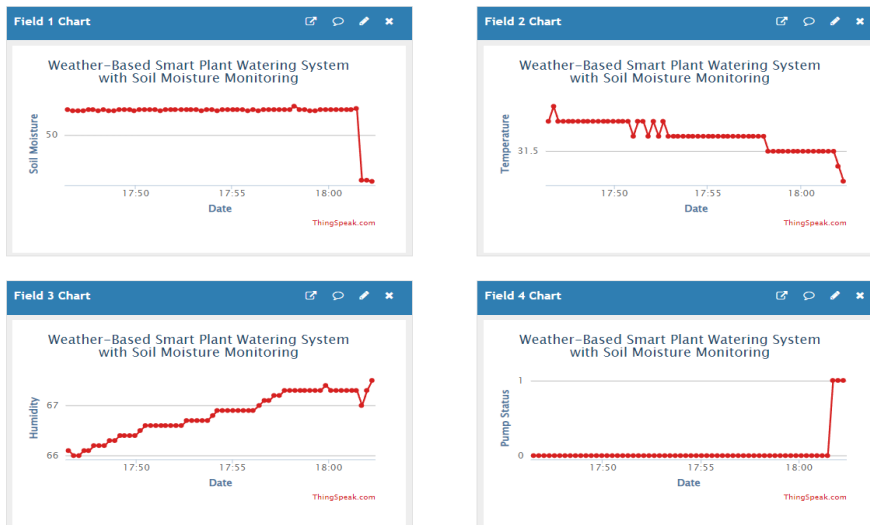 Field 1 Chart
Weather-Based Smart Plant Watering System
with Soil Moisture Monitoring
Soil Moisture
50
17:50 17:55 18:00
Date
ThingSpeak.com
Field 2 Chart
Weather-Based Smart Plant Watering System
with Soil Moisture Monitoring
Temperature
31.5
17:50 17:55 18:00
Date
ThingSpeak.com
Field 3 Chart
Weather-Based Smart Plant Watering System
with Soil Moisture Monitoring
Humidity
67
66
17:50 17:55 18:00
Date
ThingSpeak.com
Field 4 Chart
Weather-Based Smart Plant Watering System
with Soil Moisture Monitoring
Pump Status
1
0
17:50 17:55 18:00
Date
ThingSpeak.com